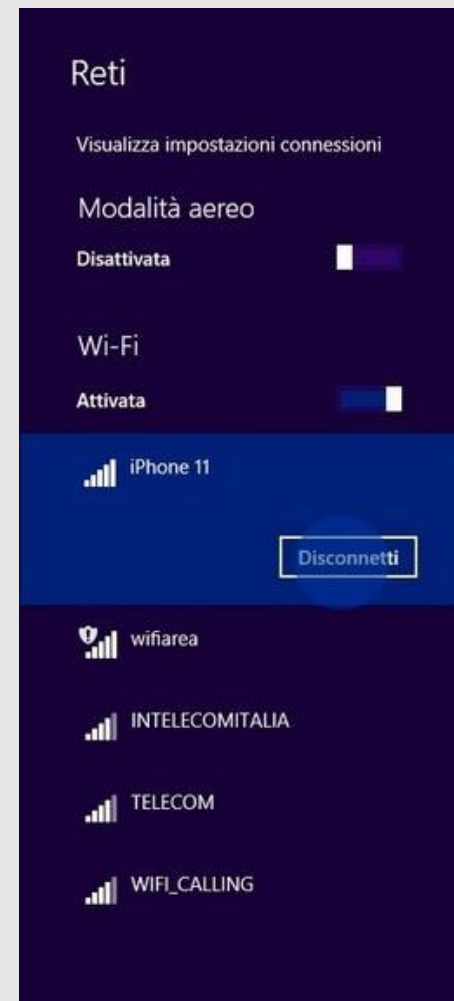 Reti
Visualizza impostazioni connessioni
Modalità aereo
Disattivata
Wi-Fi
Attivata
iPhone 11
Disconnetti
wifiarea
INTELECOMITALIA
TELECOM
WIFI_CALLING